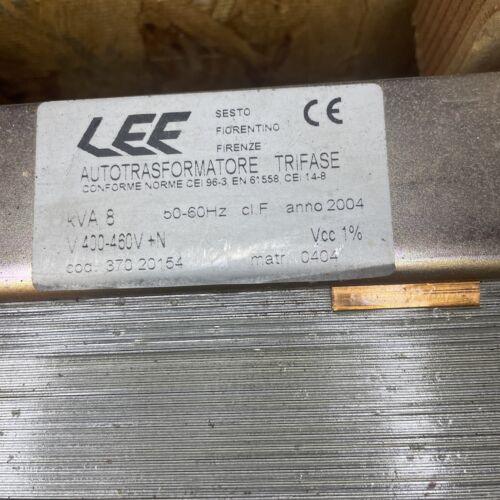 LEE
SESTO
FIORENTINO
FIRENZE
CE
AUTOTRASFORMATORE TRIFASE
CONFORME NORME CEI 96-3, EN 61558, CEI 14-8
kVA 8 50-60Hz cl.F anno 2004
V 400-460V +N Vcc 1%
cod. 370 20154 matr. 0404